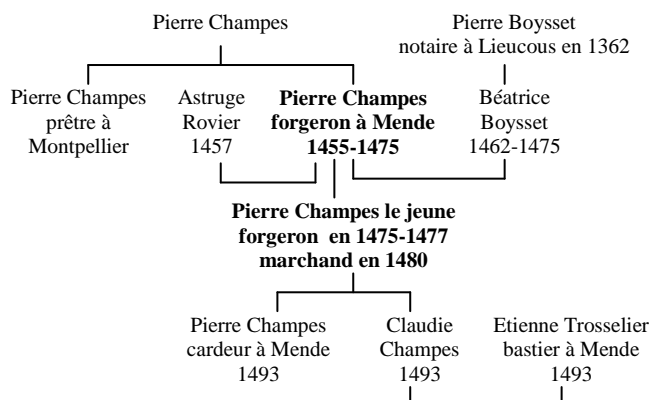 Pierre Champes
Pierre Boysset
notaire à Lieucous en 1362
Pierre Champes
prêtre à
Montpellier
Astruge
Rovier
1457
Pierre Champes
forgeron à Mende
1455-1475
Béatrice
Boysset
1462-1475
Pierre Champes le jeune
forgeron en 1475-1477
marchand en 1480
Pierre Champes
cardeur à Mende
1493
Claudie
Champes
1493
Etienne Trosselier
bastier à Mende
1493